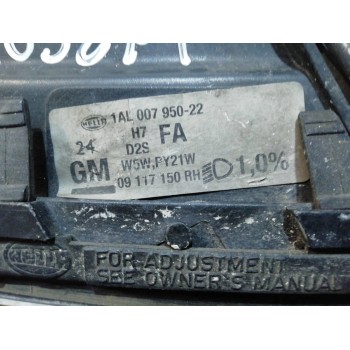 HELLA 1AL 007 950-22
H7 FA
24 D2S
GM W5W,PY21W
09 117 150 RH 1,0%
HELLA FOR ADJUSTMENT
SEE OWNER'S MANUAL